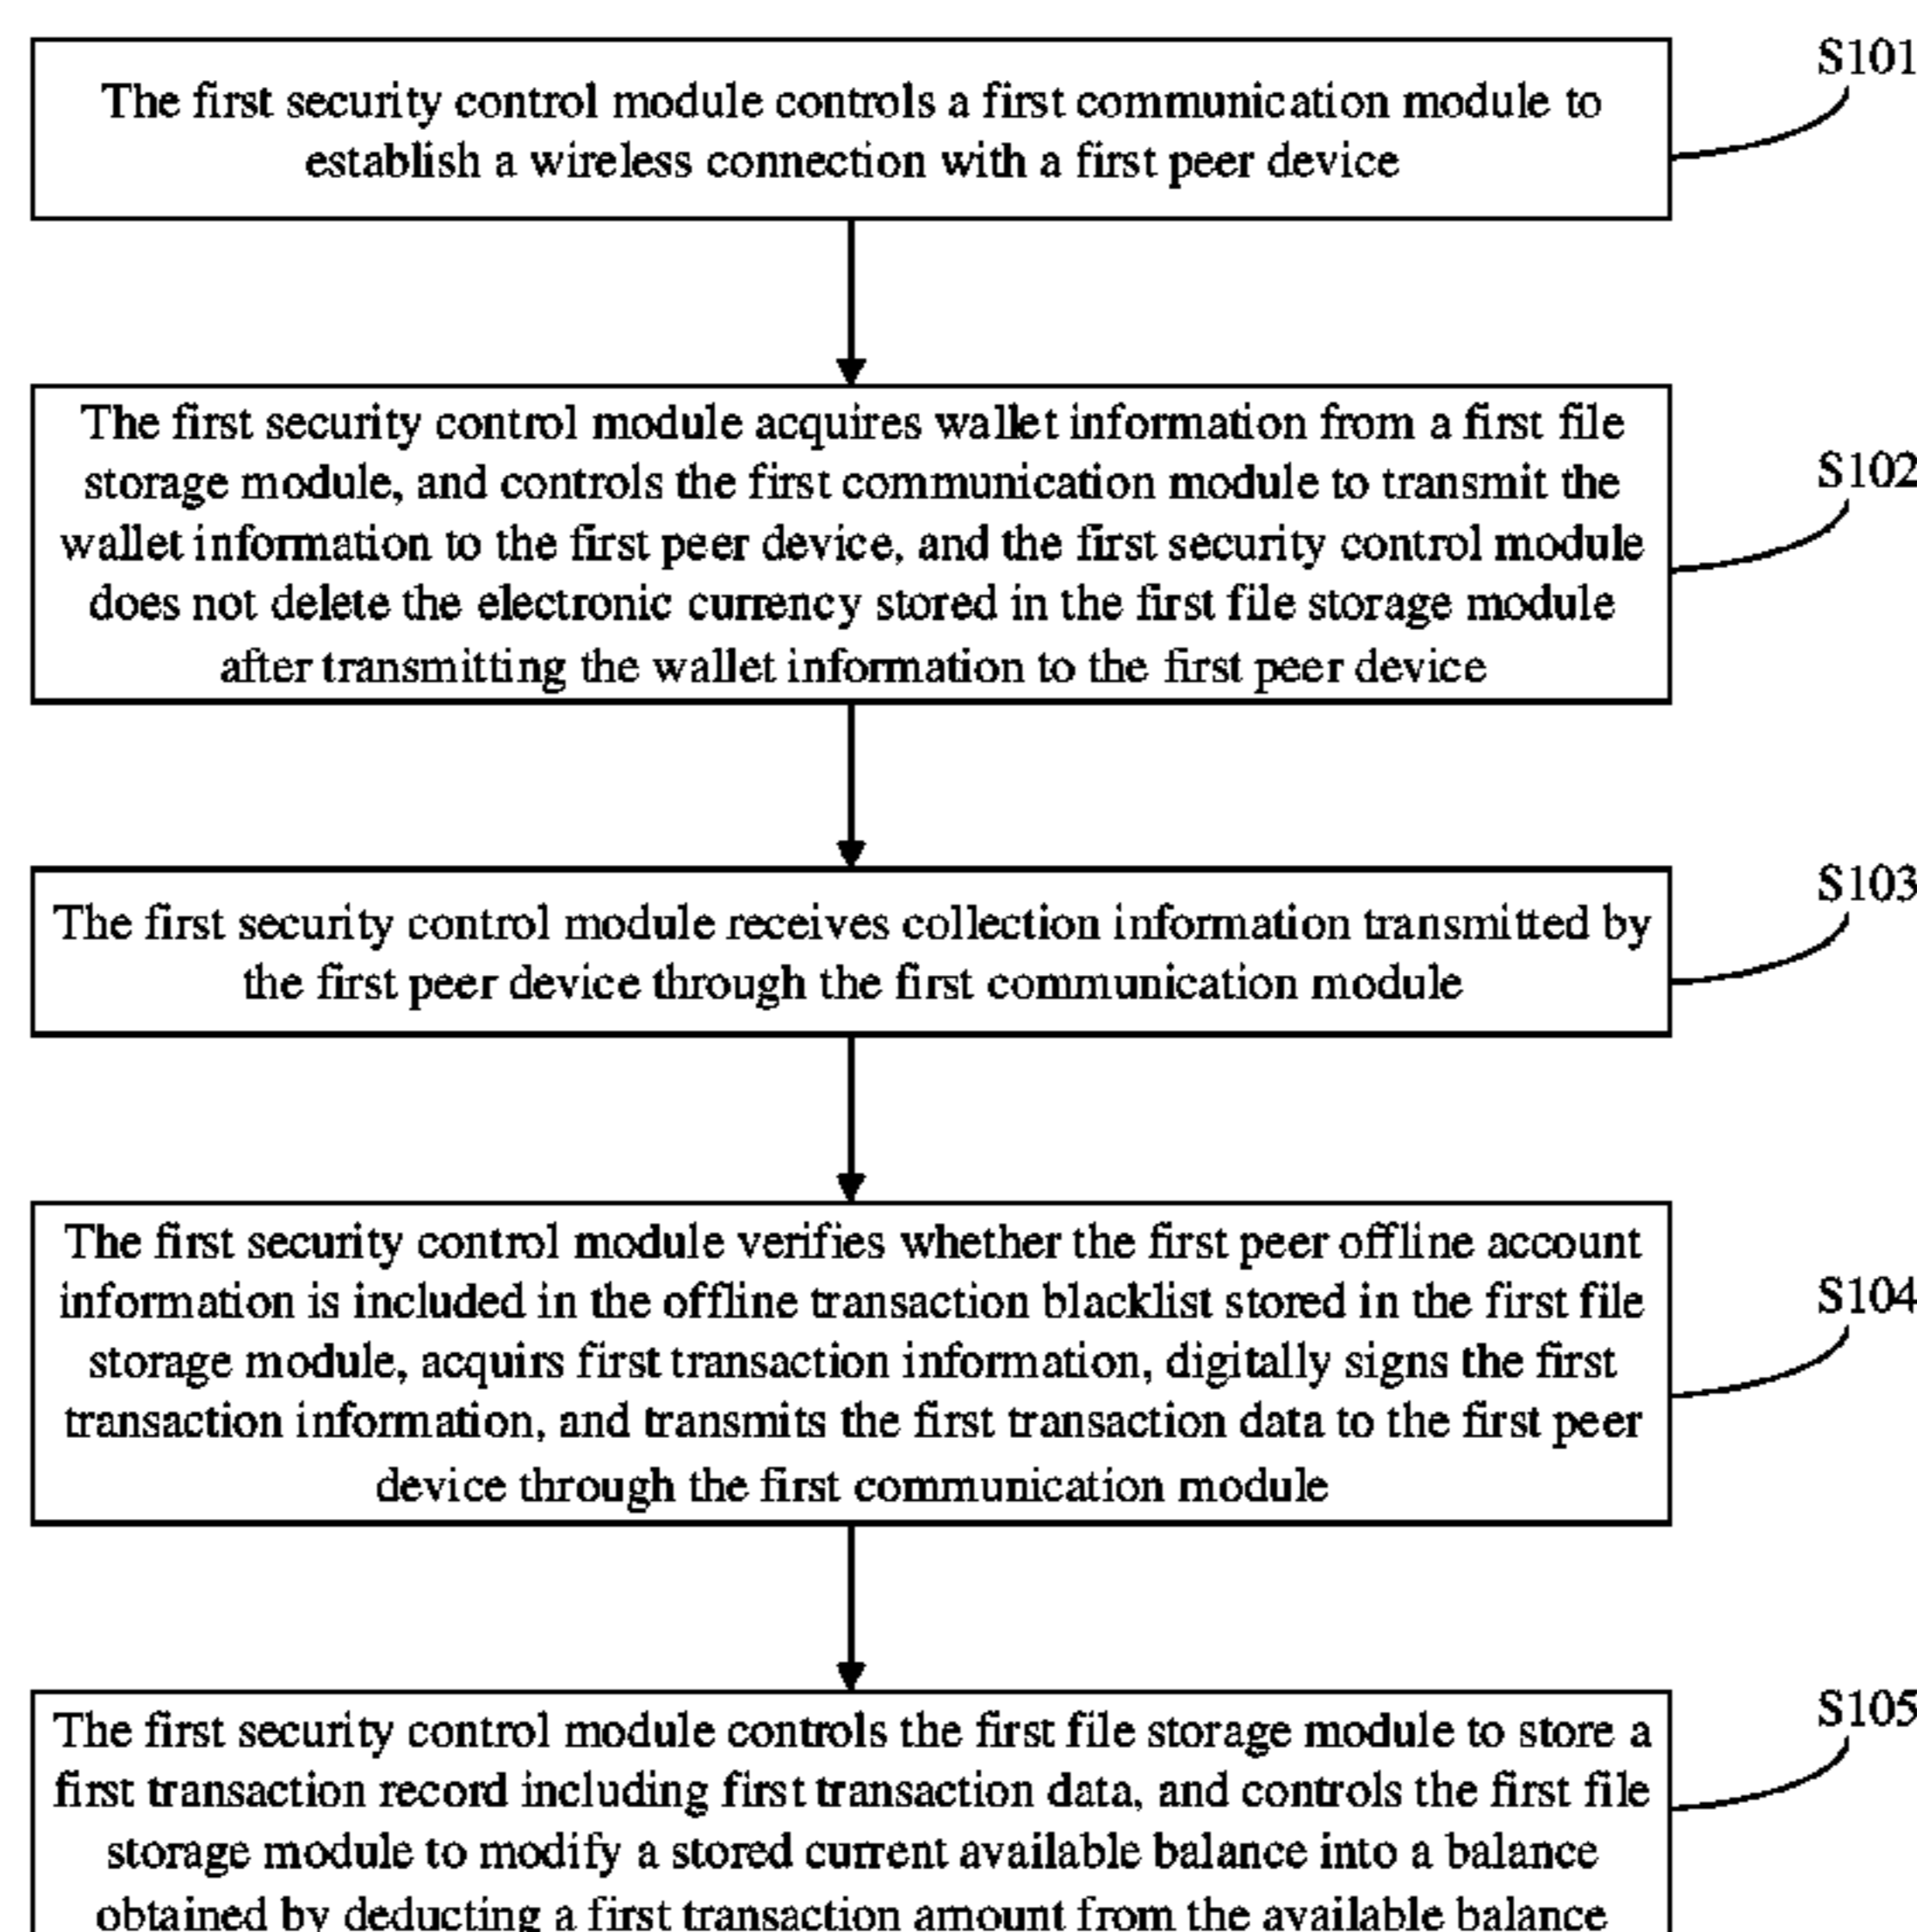 S101
The first security control module controls a first communication module to
establish a wireless connection with a first peer device
The first security control module acquires wallet information from a first file
storage module, and controls the first communication module to transmit the
S102
wallet information to the first peer device, and the first security control module
does not delete the electronic currency stored in the first file storage module
after transmitting the wallet information to the first peer device
S103
The first security control module receives collection information transmitted by
the first peer device through the first communication module
The first security control module verifies whether the first peer offline account
information is included in the offline transaction blacklist stored in the first file
S104
storage module, acquirs first transaction information, digitally signs the first
transaction information, and transmits the first transaction data to the first peer
device through the first communication module
S105
The first security control module controls the first file storage module to store a
first transaction record including first transaction data, and controls the first file
storage module to modify a stored current available balance into a balance
obtained by deducting a first transaction amount from the available balance